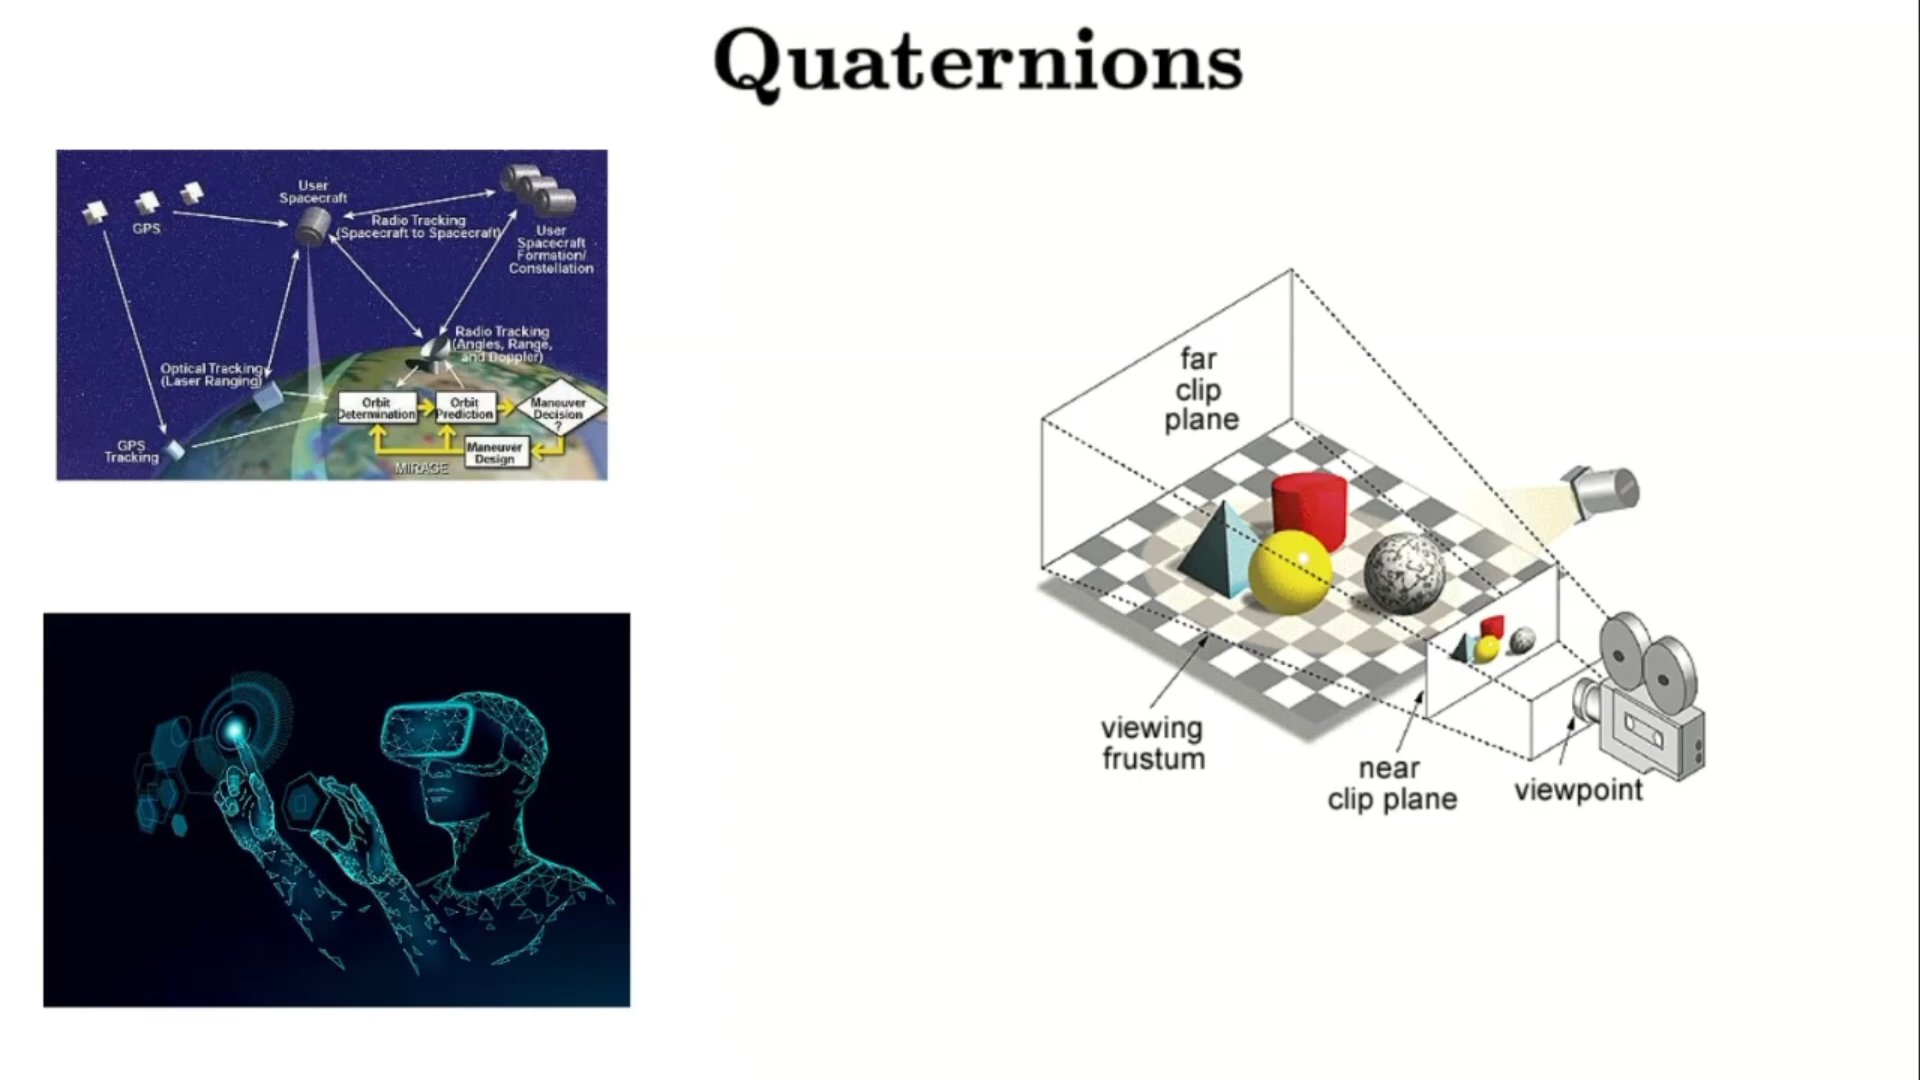 Quaternions
User
Spacecraft
GPS
Radio Tracking
(Spacecraft to Spacecraft)
User
Spacecraft
Formation/
Constellation
Radio Tracking
(Angles, Range,
and Doppler)
Optical Tracking
(Laser Ranging)
Orbit
Determination
Orbit
Prediction
Maneuver
Decision
?
Maneuver
Design
GPS
Tracking
MIRAGE
far
clip
plane
viewing
frustum
near
clip plane
viewpoint